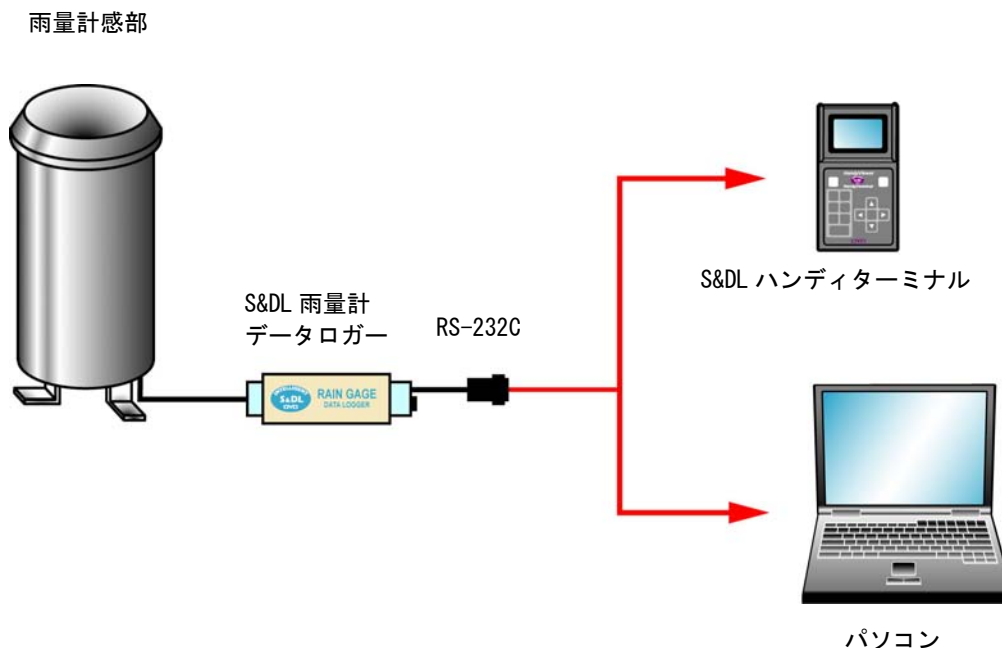 雨量計感部
S&DL 雨量計
データロガー
RS-232C
INTELLIGENT
S&DL
RAIN GAGE
DATA LOGGER
S&DL ハンディターミナル
パソコン